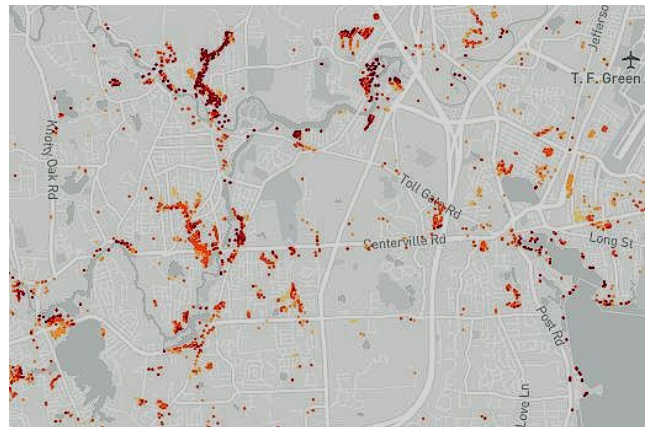 Jefferso
T. F. Green
Knotty Oak Rd
Toll Gate Rd
Centerville Rd
Long St
Post Rd
Love Ln